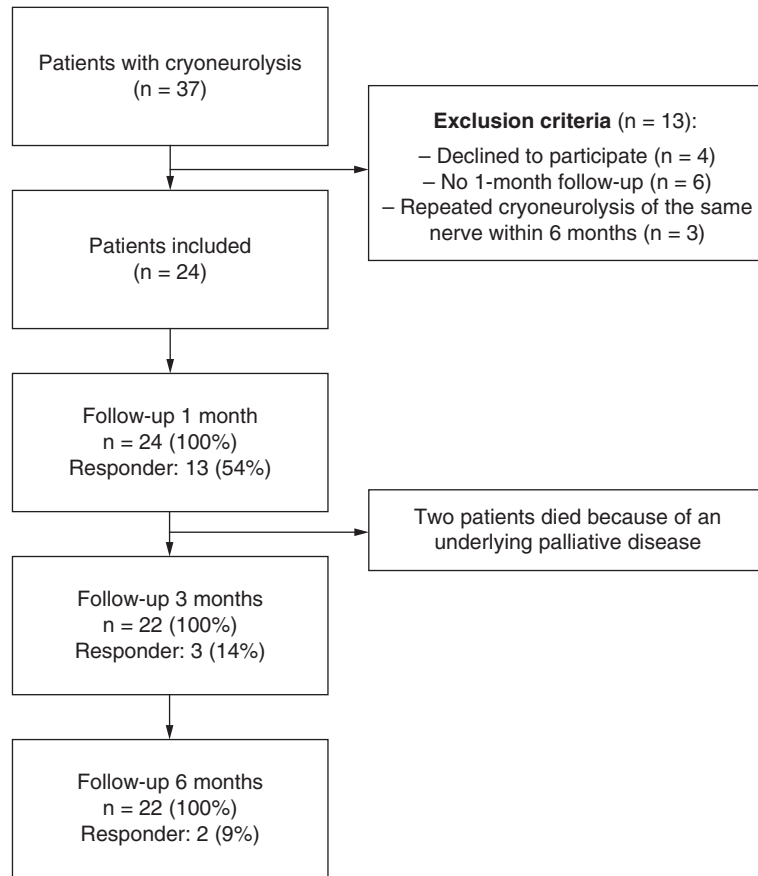 Patients with cryoneurolysis
(n = 37)
Exclusion criteria (n = 13):
– Declined to participate (n = 4)
– No 1-month follow-up (n = 6)
– Repeated cryoneurolysis of the same
nerve within 6 months (n = 3)
Patients included
(n = 24)
Follow-up 1 month
n = 24 (100%)
Responder: 13 (54%)
Two patients died because of an
underlying palliative disease
Follow-up 3 months
n = 22 (100%)
Responder: 3 (14%)
Follow-up 6 months
n = 22 (100%)
Responder: 2 (9%)